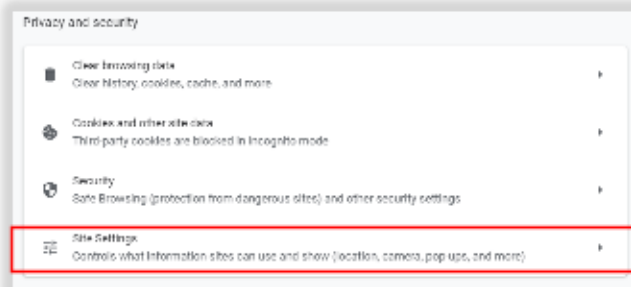 Privacy and security
Clear browsing data
Clear history, cookies, cache, and more
Cookies and other site data
Third-party cookies are blocked in Incognito mode
Security
Safe Browsing (protection from dangerous sites) and other security settings
Site Settings
Controls what information sites can use and show (location, camera, pop ups, and more)